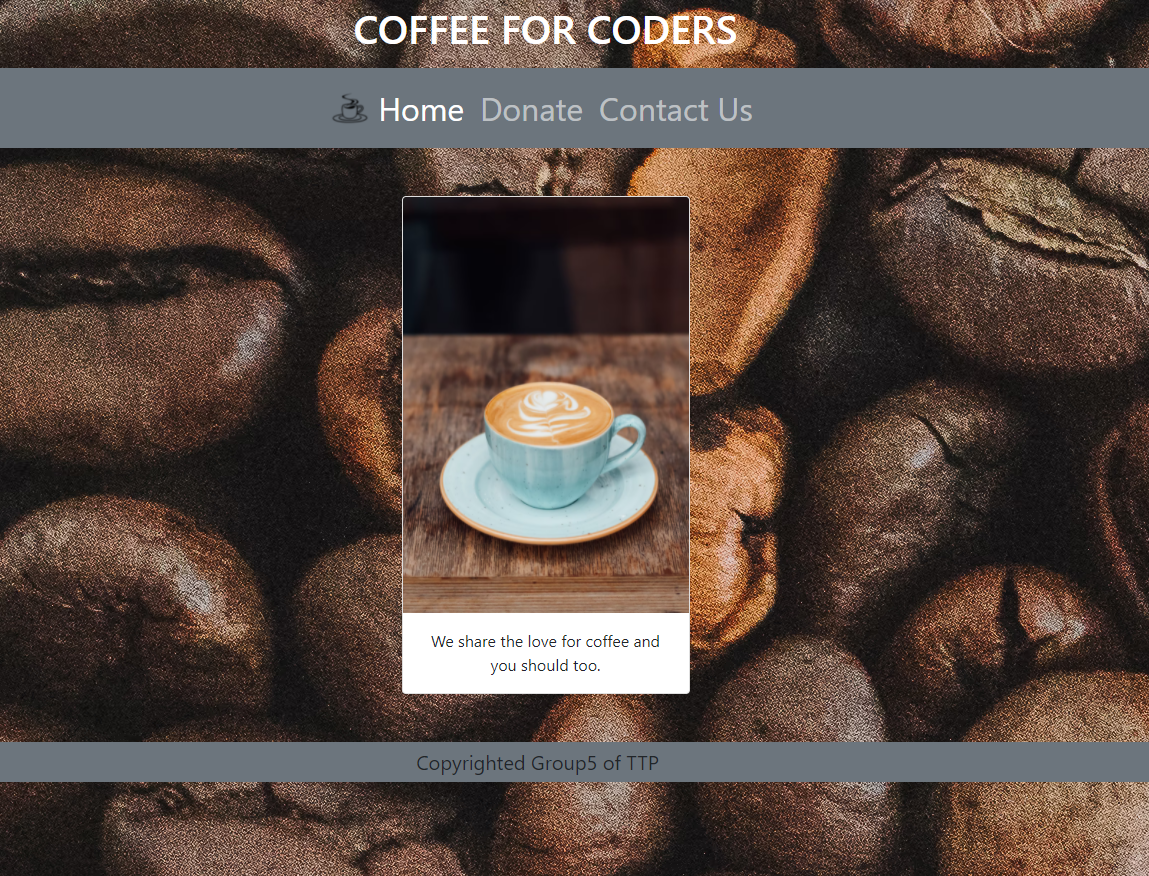 COFFEE FOR CODERS
Home Donate Contact Us
We share the love for coffee and
you should too.
Copyrighted Group5 of TTP